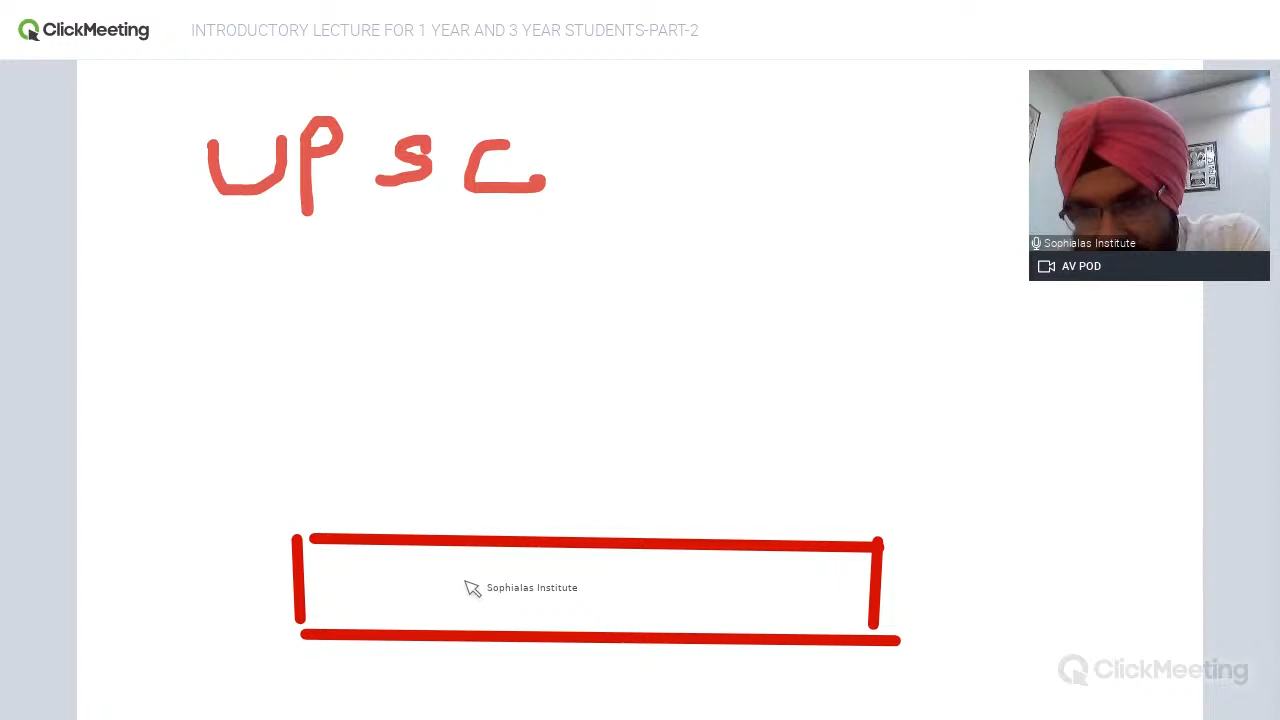 ClickMeeting INTRODUCTORY LECTURE FOR 1 YEAR AND 3 YEAR STUDENTS-PART-2
UPSC
Sophialas Institute
AV POD
Sophialas Institute
ClickMeeting